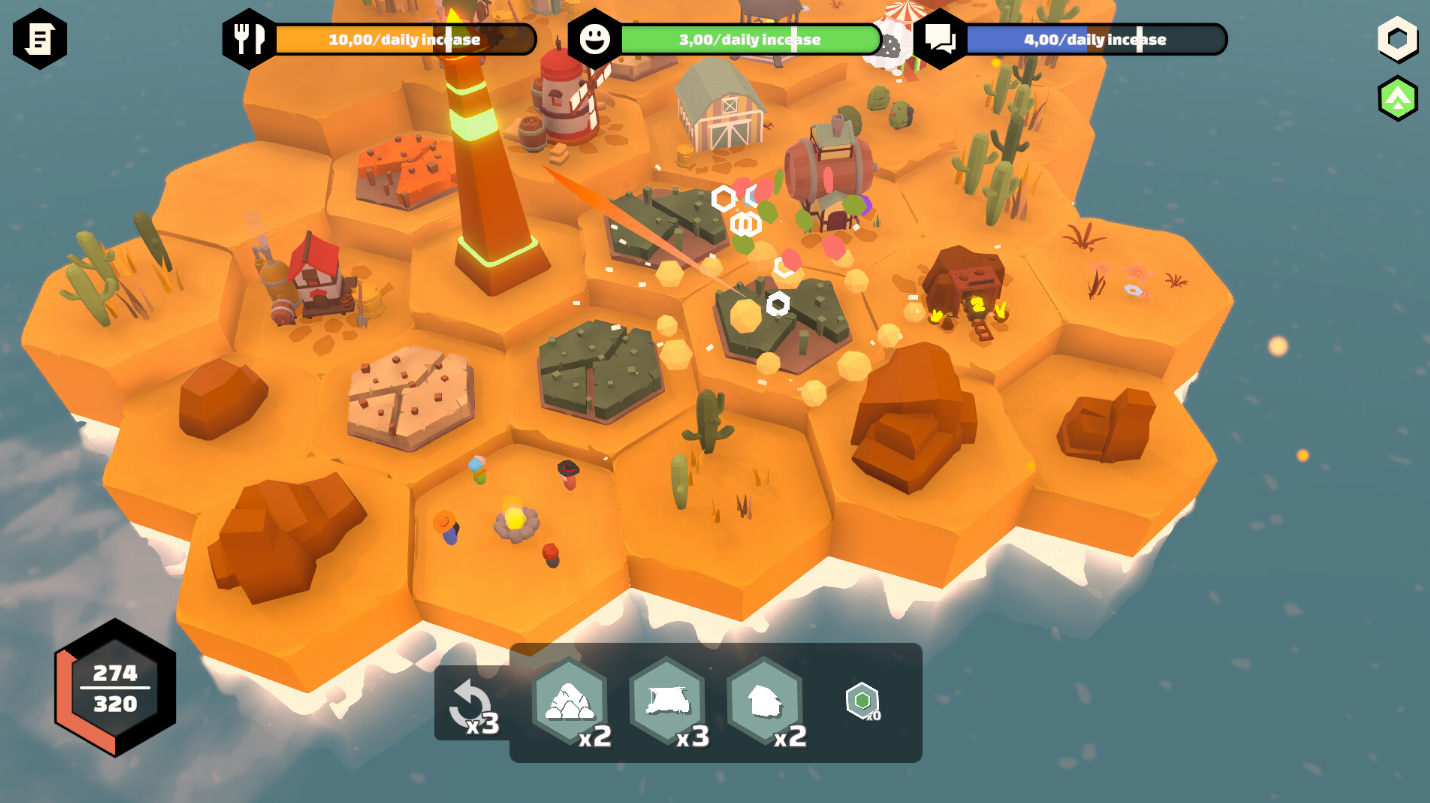 10,00/daily incease
3,00/daily incease
4,00/daily incease
274
320
x3
x2
x3
x2
x0